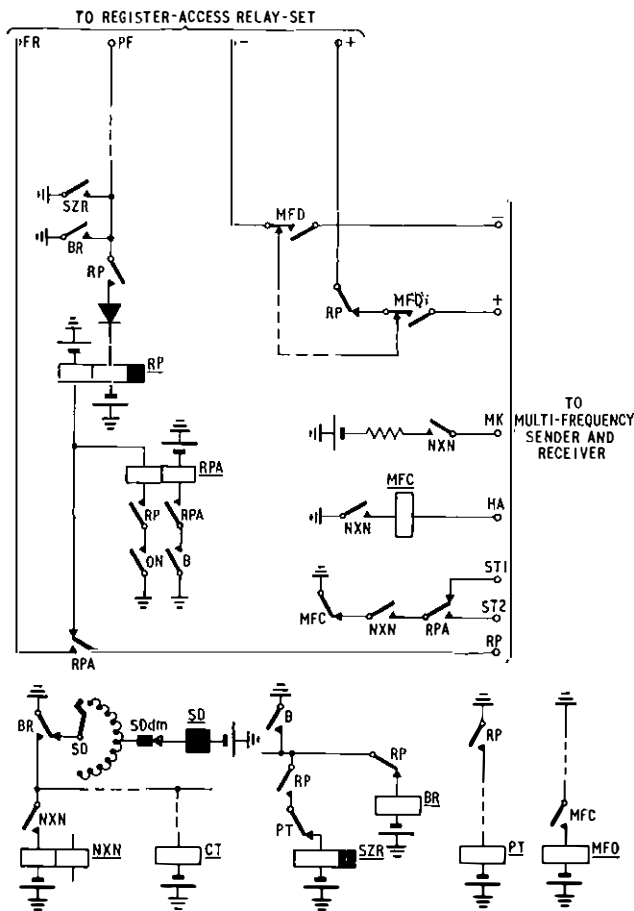 TO REGISTER-ACCESS RELAY-SET
FR PF - +
SZR
BR
MFD
−
RP
RP
MFD
+
RP
TO
MULTI-FREQUENCY
SENDER AND
RECEIVER
NXN
MK
RPA
MFC
RP RPA
NXN
HA
ON B
ST1
MFC NXN RPA
ST2
RPA
RP
BR SD SDdm SD B RP RP
RP
BR
MFC
NXN
PT
NXN CT SZR PT MFO